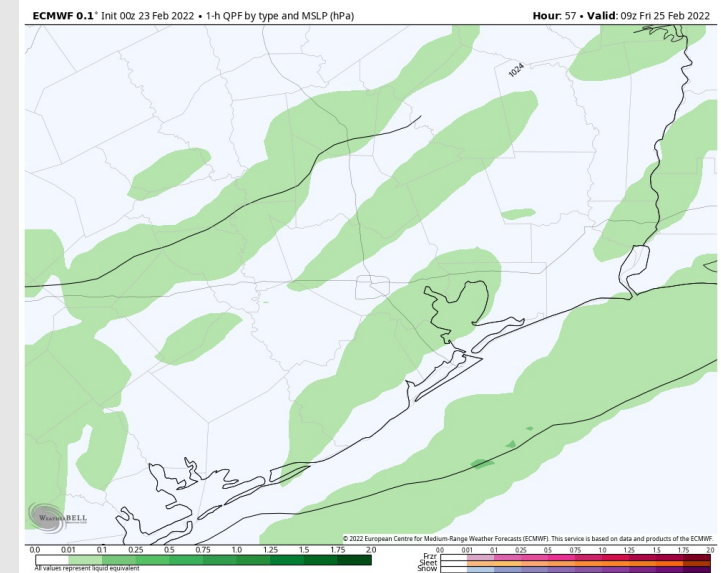 ECMWF 0.1° Init 00z 23 Feb 2022 • 1-h QPF by type and MSLP (hPa)
Hour: 57 • Valid: 09z Fri 25 Feb 2022
1024
WEATHERBELL
© 2022 European Centre for Medium-Range Weather Forecasts (ECMWF). This service is based on data and products of the ECMWF.
0.0 0.01 0.1 0.25 0.5 0.75 1.0 1.25 1.5 1.75 2.0
All values represent liquid equivalent
0.0 0.01 0.1 0.25 0.5 0.75 1.0 1.25 1.5 2.0
Frzr
Sleet
Snow